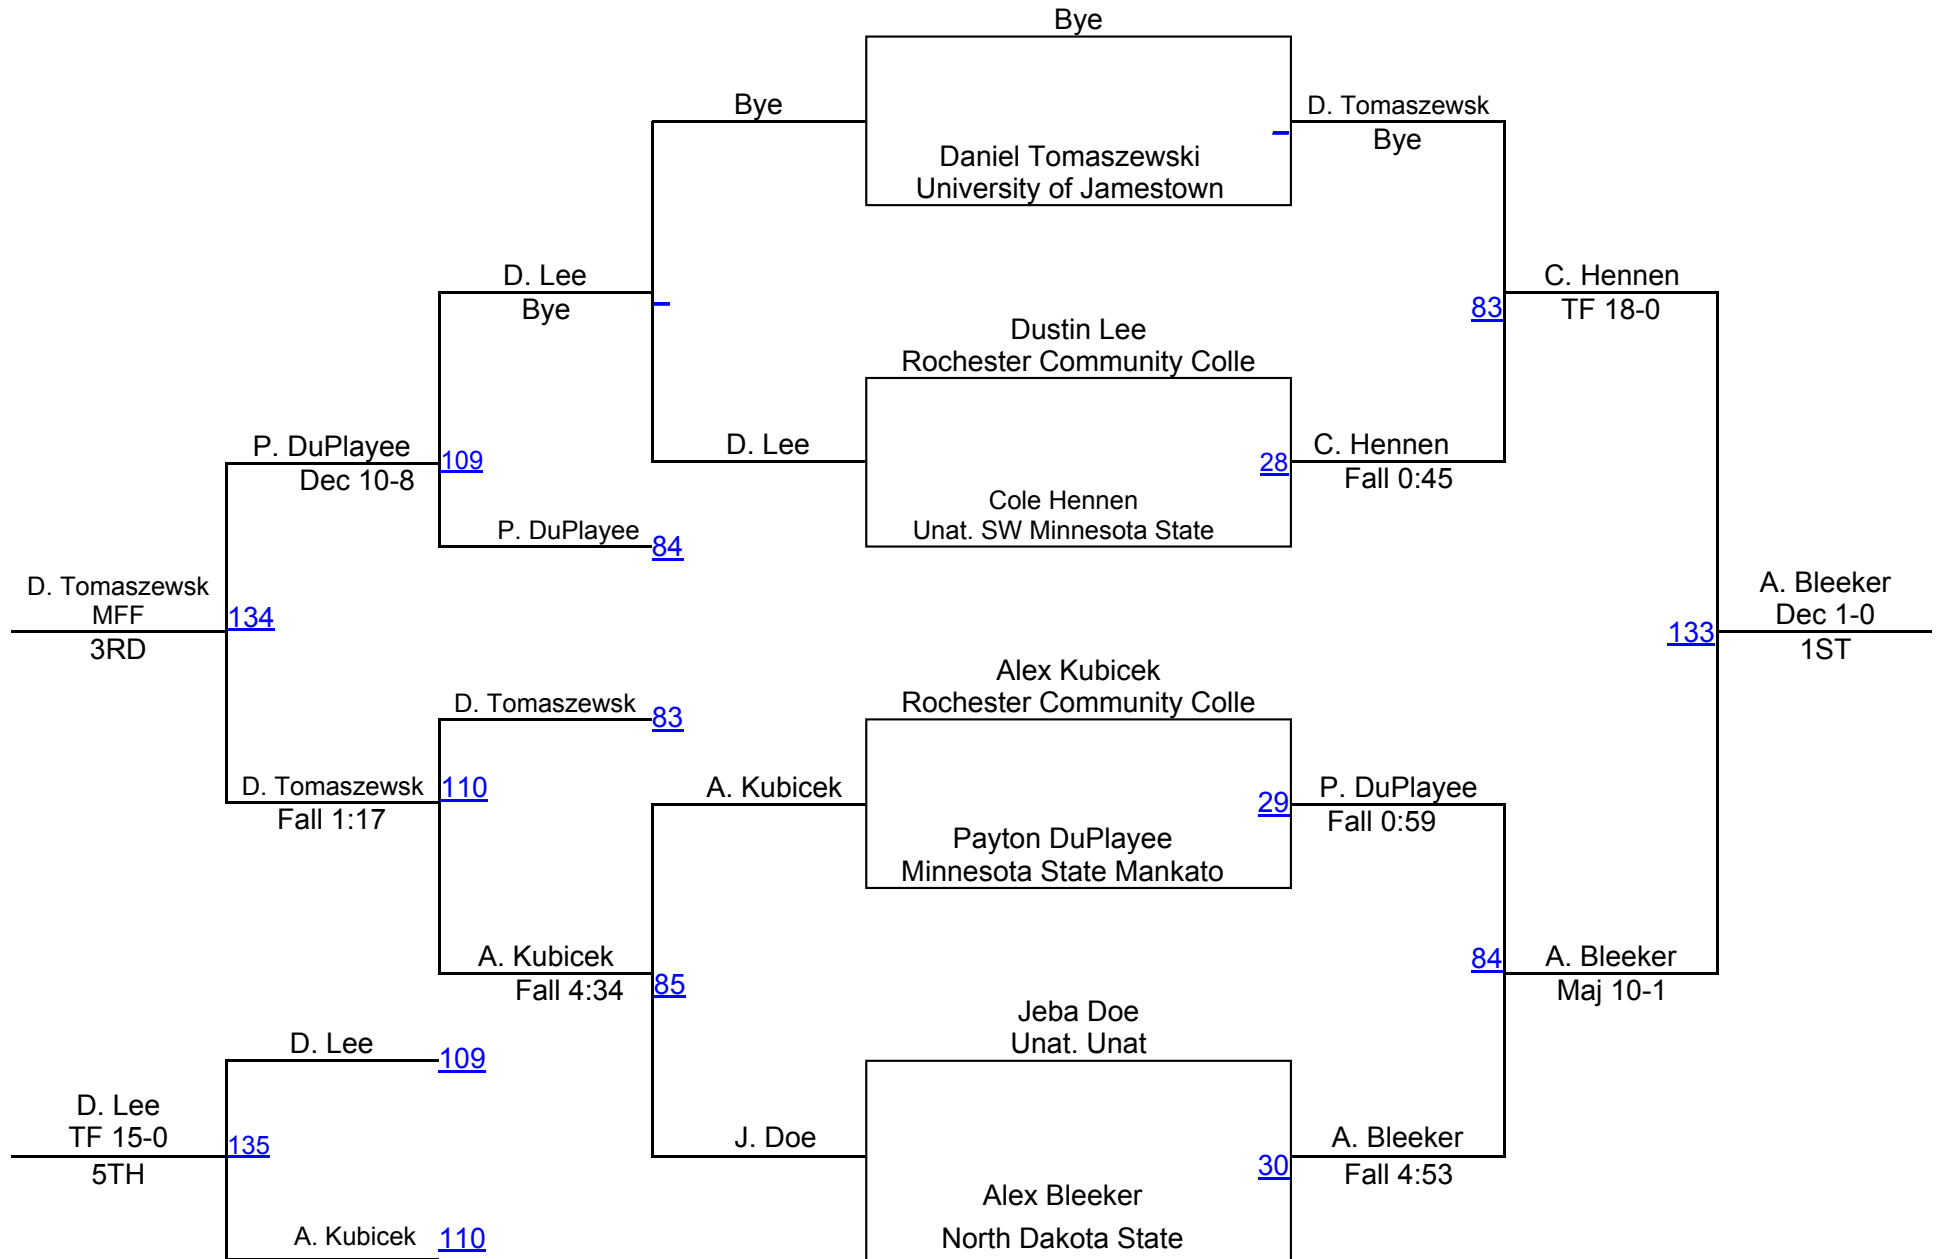 Bye
Bye
D. Tomaszewsk
Bye
Daniel Tomaszewski
University of Jamestown
D. Lee
Bye
C. Hennen
TF 18-0
83
Dustin Lee
Rochester Community Colle
P. DuPlayee
Dec 10-8
109
D. Lee
28
C. Hennen
Fall 0:45
Cole Hennen
Unat. SW Minnesota State
P. DuPlayee
84
D. Tomaszewsk
MFF
3RD
134
A. Bleeker
Dec 1-0
1ST
133
Alex Kubicek
Rochester Community Colle
D. Tomaszewsk
83
D. Tomaszewsk
Fall 1:17
110
A. Kubicek
29
P. DuPlayee
Fall 0:59
Payton DuPlayee
Minnesota State Mankato
A. Kubicek
Fall 4:34
85
84
A. Bleeker
Maj 10-1
Jeba Doe
Unat. Unat
D. Lee
109
D. Lee
TF 15-0
5TH
135
J. Doe
30
A. Bleeker
Fall 4:53
Alex Bleeker
North Dakota State
A. Kubicek
110